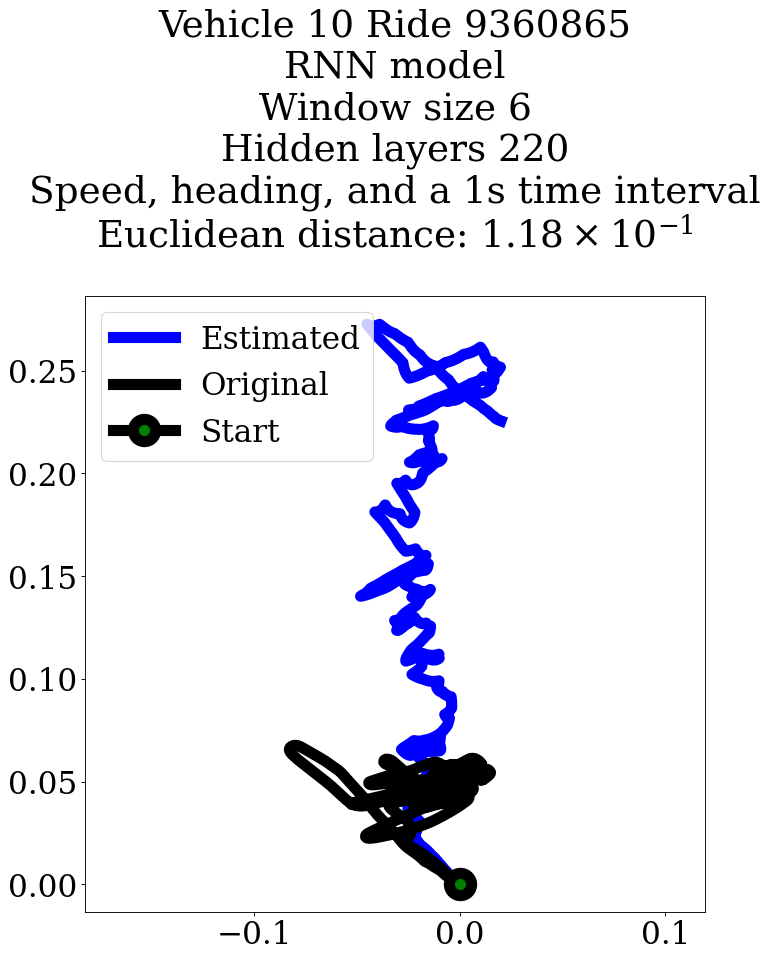 Vehicle 10 Ride 9360865
RNN model
Window size 6
Hidden layers 220
Speed, heading, and a 1s time interval
Euclidean distance: 1.18 × 10⁻¹
Estimated
Original
Start
0.25
0.20
0.15
0.10
0.05
0.00
−0.1
0.0
0.1